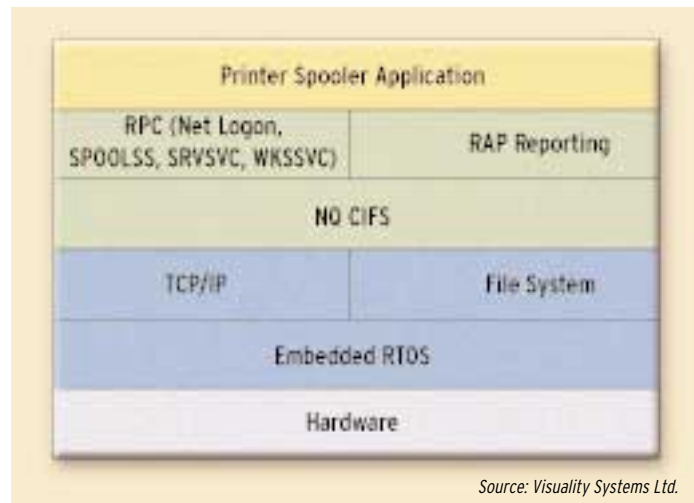 Printer Spooler Application
RPC (Net Logon,
SPOOLSS, SRVSVC, WKSSVC)
RAP Reporting
NQ CIFS
TCP/IP
File System
Embedded RTOS
Hardware
Source: Visuality Systems Ltd.